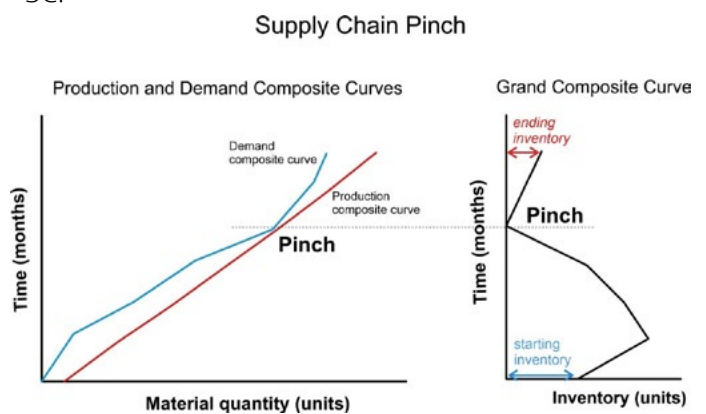 Supply Chain Pinch
Production and Demand Composite Curves
Demand
composite curve
Production
composite curve
Pinch
Time (months)
Material quantity (units)
Grand Composite Curve
ending
inventory
Pinch
Time (months)
starting
inventory
Inventory (units)